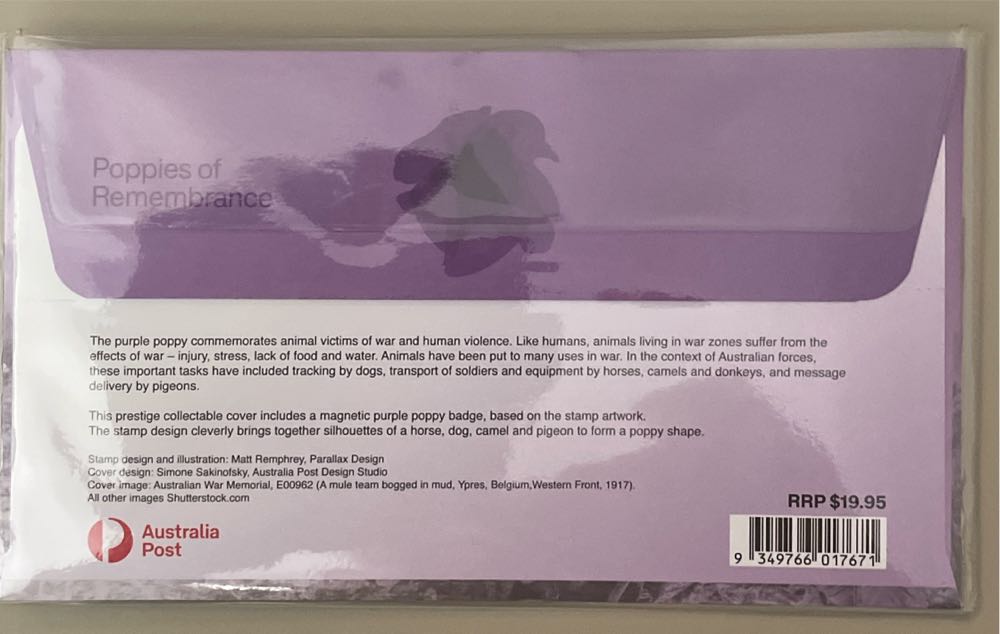 Poppies of
Remembrance
The purple poppy commemorates animal victims of war and human violence. Like humans, animals living in war zones suffer from the
effects of war – injury, stress, lack of food and water. Animals have been put to many uses in war. In the context of Australian forces,
these important tasks have included tracking by dogs, transport of soldiers and equipment by horses, camels and donkeys, and message
delivery by pigeons.
This prestige collectable cover includes a magnetic purple poppy badge, based on the stamp artwork.
The stamp design cleverly brings together silhouettes of a horse, dog, camel and pigeon to form a poppy shape.
Stamp design and illustration: Matt Remphrey, Parallax Design
Cover design: Simone Sakinofsky, Australia Post Design Studio
Cover image: Australian War Memorial, E00962 (A mule team bogged in mud, Ypres, Belgium,Western Front, 1917).
All other images Shutterstock.com
RRP $19.95
Australia
Post
9 349766 017671